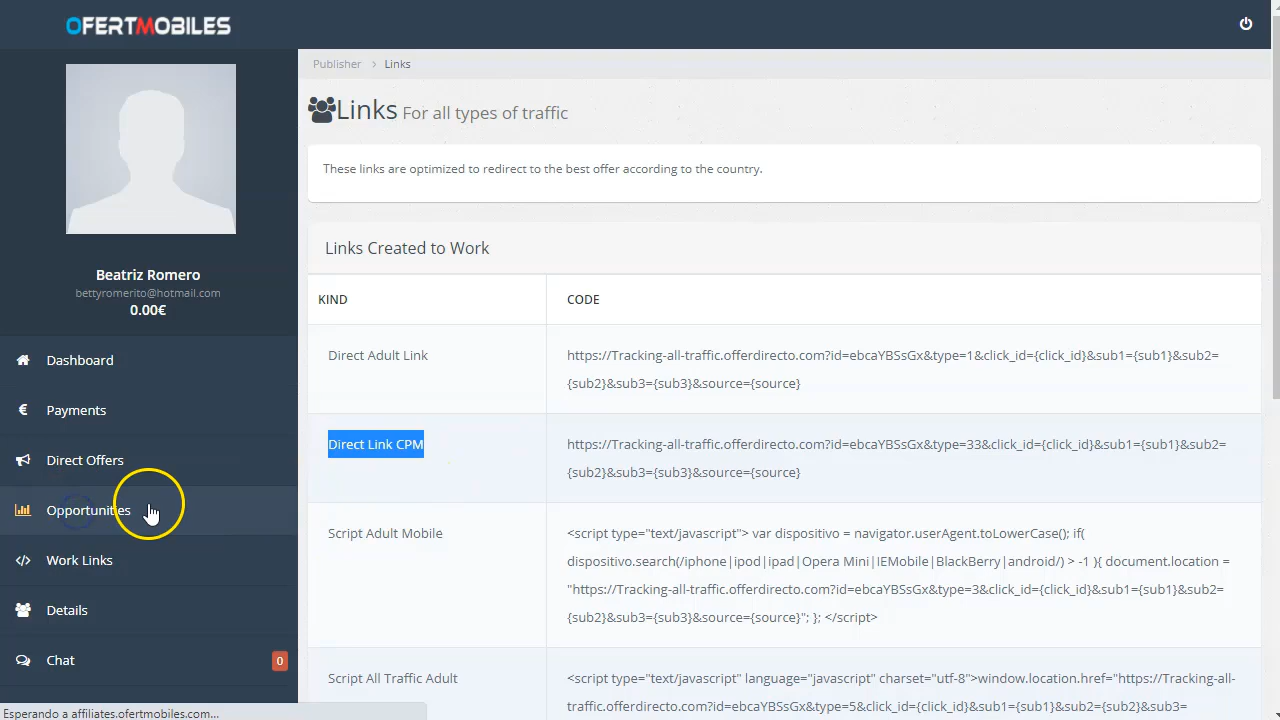 OFERTMOBILES
Publisher > Links
Links For all types of traffic
These links are optimized to redirect to the best offer according to the country.
Beatriz Romero
bettyromerito@hotmail.com
0.00€
Dashboard
Payments
Direct Offers
Opportunities
Work Links
Details
Chat 0
Links Created to Work
KIND CODE
Direct Adult Link https://Tracking-all-traffic.offerdirecto.com?id=ebcaYBSsGx&type=1&click_id={click_id}&sub1={sub1}&sub2=
{sub2}&sub3={sub3}&source={source}
Direct Link CPM https://Tracking-all-traffic.offerdirecto.com?id=ebcaYBSsGx&type=33&click_id={click_id}&sub1={sub1}&sub2=
{sub2}&sub3={sub3}&source={source}
Script Adult Mobile <script type="text/javascript"> var dispositivo = navigator.userAgent.toLowerCase(); if(
dispositivo.search(/iphone|ipod|ipad|Opera Mini|IEMobile|BlackBerry|android/) > -1 ){ document.location =
"https://Tracking-all-traffic.offerdirecto.com?id=ebcaYBSsGx&type=3&click_id={click_id}&sub1={sub1}&sub2=
{sub2}&sub3={sub3}&source={source}"; }; </script>
Script All Traffic Adult <script type="text/javascript" language="javascript" charset="utf-8">window.location.href="https://Tracking-all-
traffic.offerdirecto.com?id=ebcaYBSsGx&type=5&click_id={click_id}&sub1={sub1}&sub2={sub2}&sub3=
Esperando a affiliates.ofertmobiles.com...